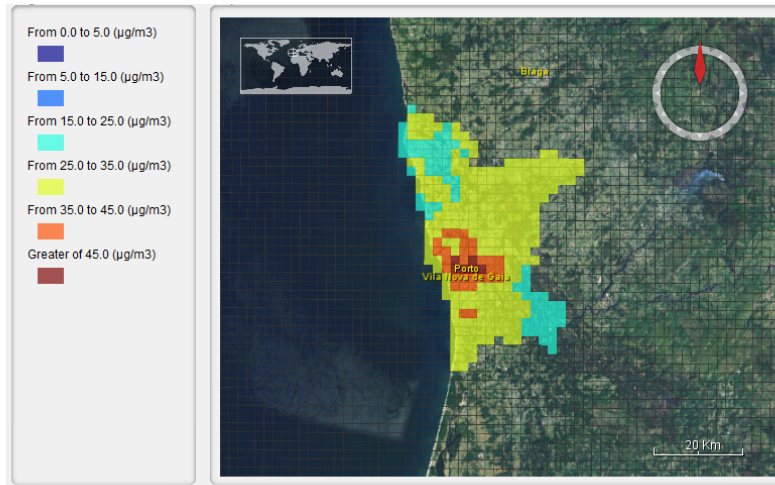 From 0.0 to 5.0 (µg/m3)
From 5.0 to 15.0 (µg/m3)
From 15.0 to 25.0 (µg/m3)
From 25.0 to 35.0 (µg/m3)
From 35.0 to 45.0 (µg/m3)
Greater of 45.0 (µg/m3)
Braga
Porto
Vila Nova de Gaia
20 Km